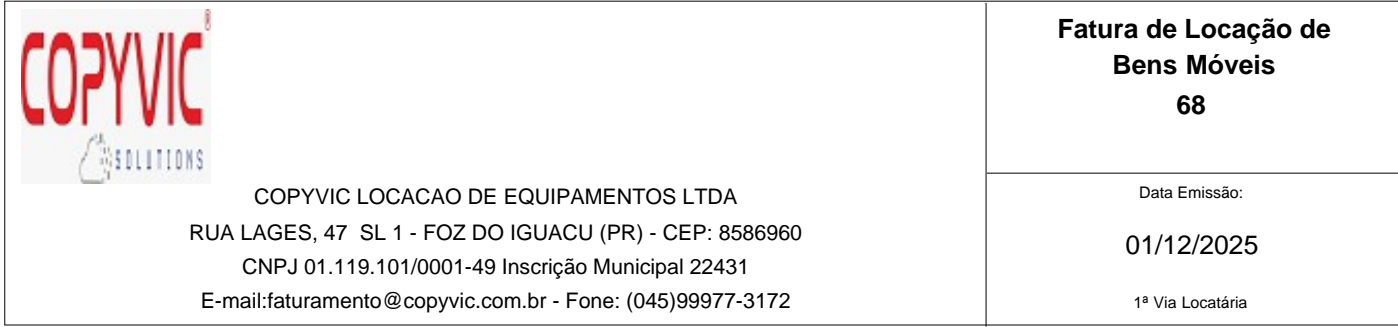 COPYVIC®
SOLUTIONS
COPYVIC LOCACAO DE EQUIPAMENTOS LTDA
RUA LAGES, 47 SL 1 - FOZ DO IGUACU (PR) - CEP: 8586960
CNPJ 01.119.101/0001-49 Inscrição Municipal 22431
E-mail:faturamento@copyvic.com.br - Fone: (045)99977-3172
Fatura de Locação de
Bens Móveis
68
Data Emissão:
01/12/2025
1ª Via Locatária